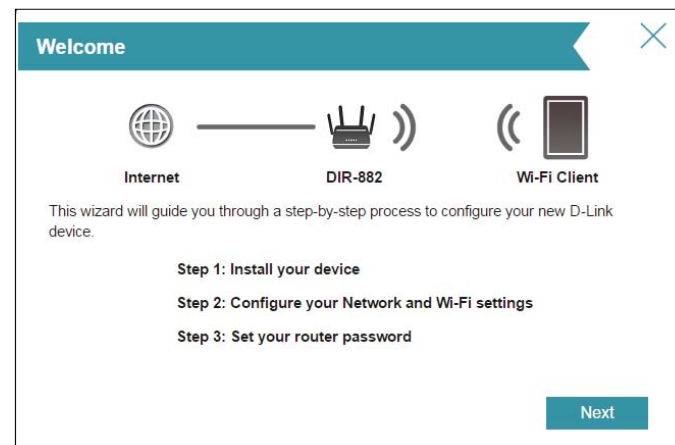 Welcome
Internet
DIR-882
Wi-Fi Client
This wizard will guide you through a step-by-step process to configure your new D-Link
device.
Step 1: Install your device
Step 2: Configure your Network and Wi-Fi settings
Step 3: Set your router password
Next